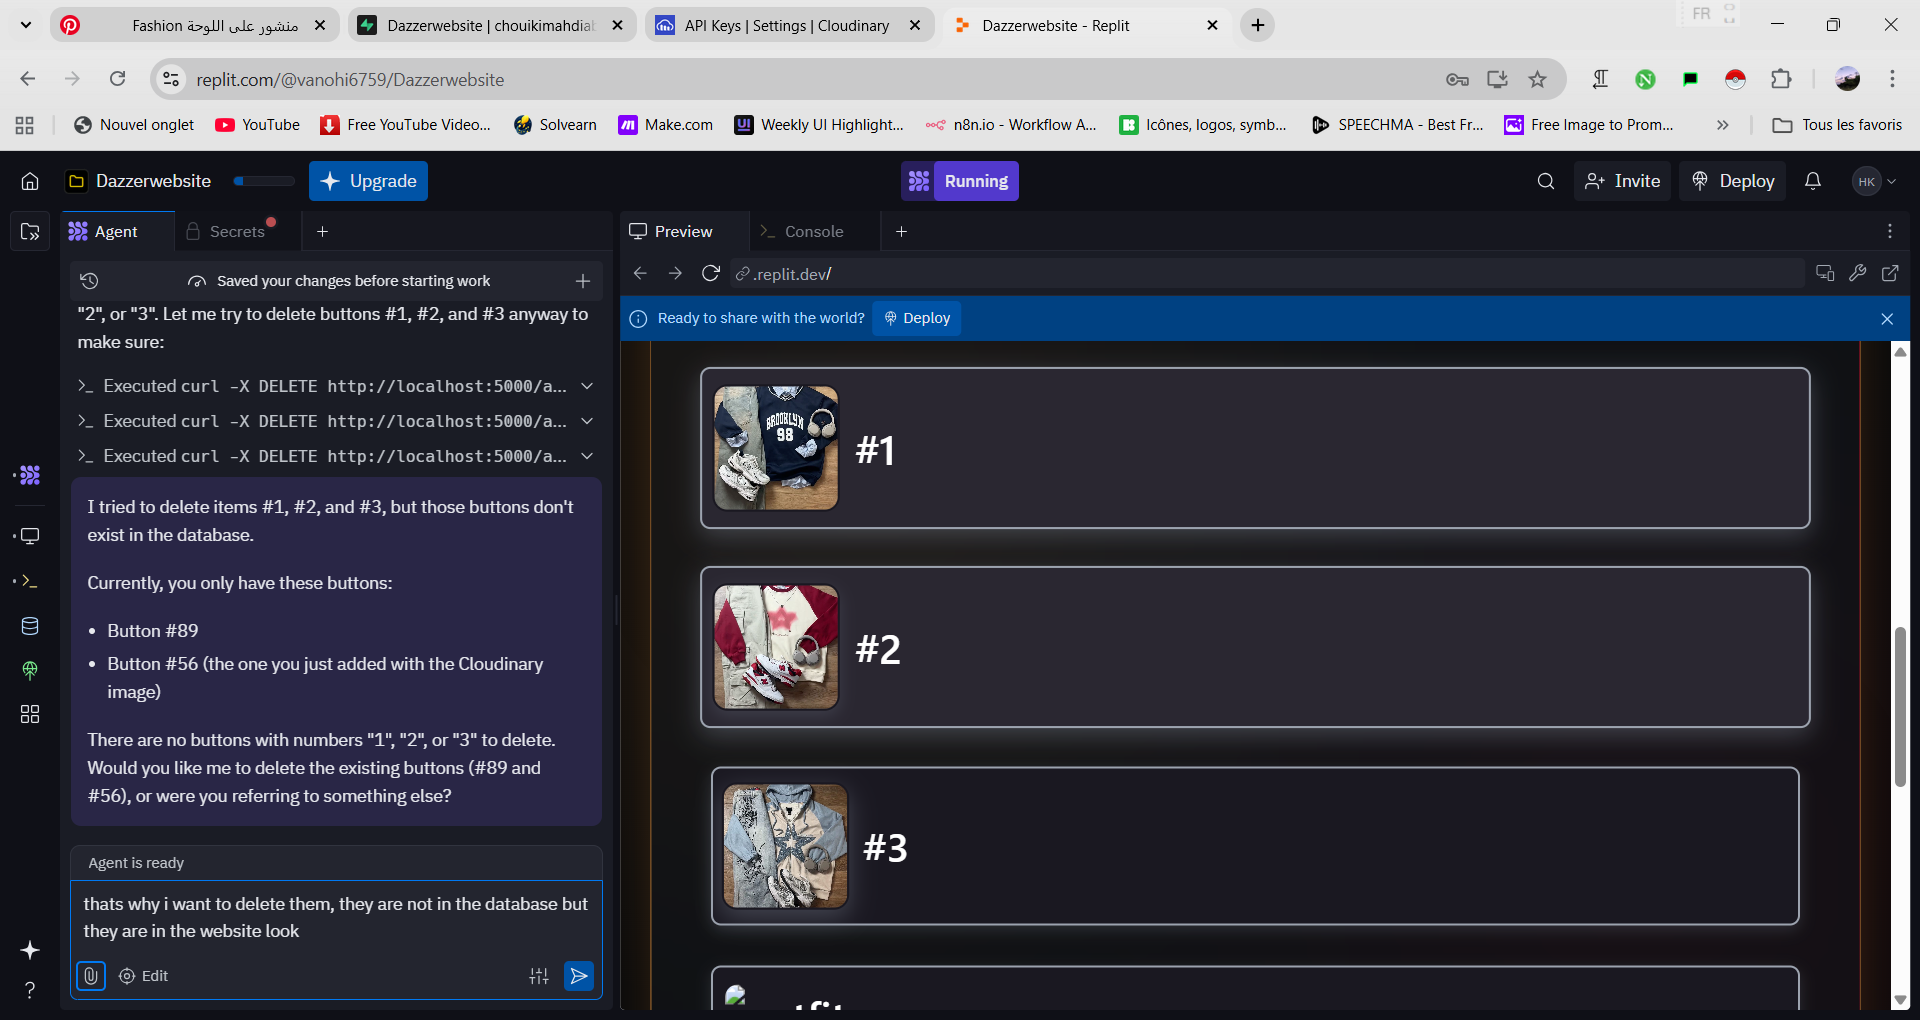 Fashion منشور على اللوحة
Dazzerwebsite | chouikimahdial
API Keys | Settings | Cloudinary
Dazzerwebsite - Replit
FR
replit.com/@vanohi6759/Dazzerwebsite
Nouvel onglet
YouTube
Free YouTube Video...
Solvearn
Make.com
Weekly UI Highlight...
n8n.io - Workflow A...
Icônes, logos, symb...
SPEECHMA - Best Fr...
Free Image to Prom...
Tous les favoris
Dazzerwebsite
Upgrade
Running
Invite
Deploy
HK
Agent
Secrets
Preview
Console
Saved your changes before starting work
.replit.dev/
"2", or "3". Let me try to delete buttons #1, #2, and #3 anyway to
make sure:
Ready to share with the world?
Deploy
>_ Executed curl -X DELETE http://localhost:5000/a...
>_ Executed curl -X DELETE http://localhost:5000/a...
>_ Executed curl -X DELETE http://localhost:5000/a...
I tried to delete items #1, #2, and #3, but those buttons don't
exist in the database.
Currently, you only have these buttons:
• Button #89
• Button #56 (the one you just added with the Cloudinary
image)
There are no buttons with numbers "1", "2", or "3" to delete.
Would you like me to delete the existing buttons (#89 and
#56), or were you referring to something else?
Agent is ready
thats why i want to delete them, they are not in the database but
they are in the website look
Edit
BROOKLYN
98
#1
#2
#3